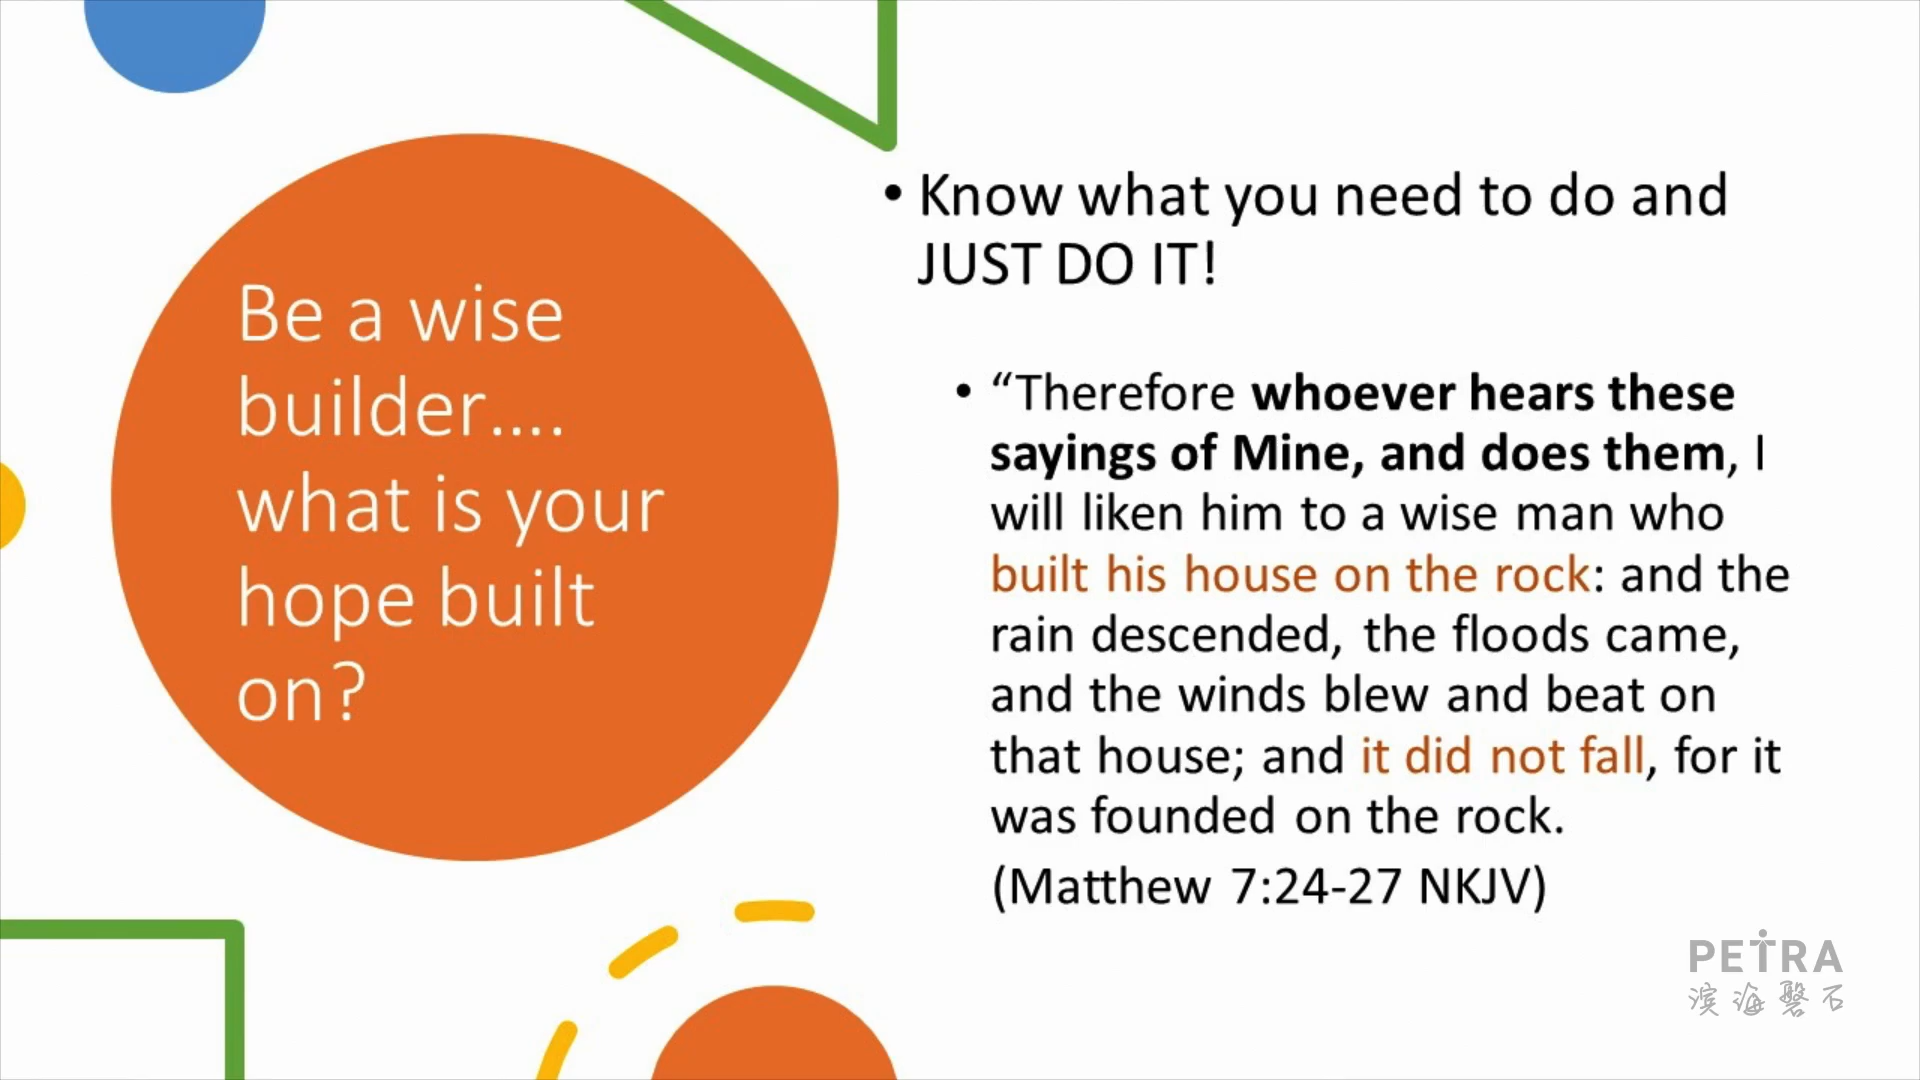 Be a wise
builder....
what is your
hope built
on?
• Know what you need to do and
JUST DO IT!
• “Therefore whoever hears these
sayings of Mine, and does them, I
will liken him to a wise man who
built his house on the rock: and the
rain descended, the floods came,
and the winds blew and beat on
that house; and it did not fall, for it
was founded on the rock.
(Matthew 7:24-27 NKJV)
PETRA
滨海磐石